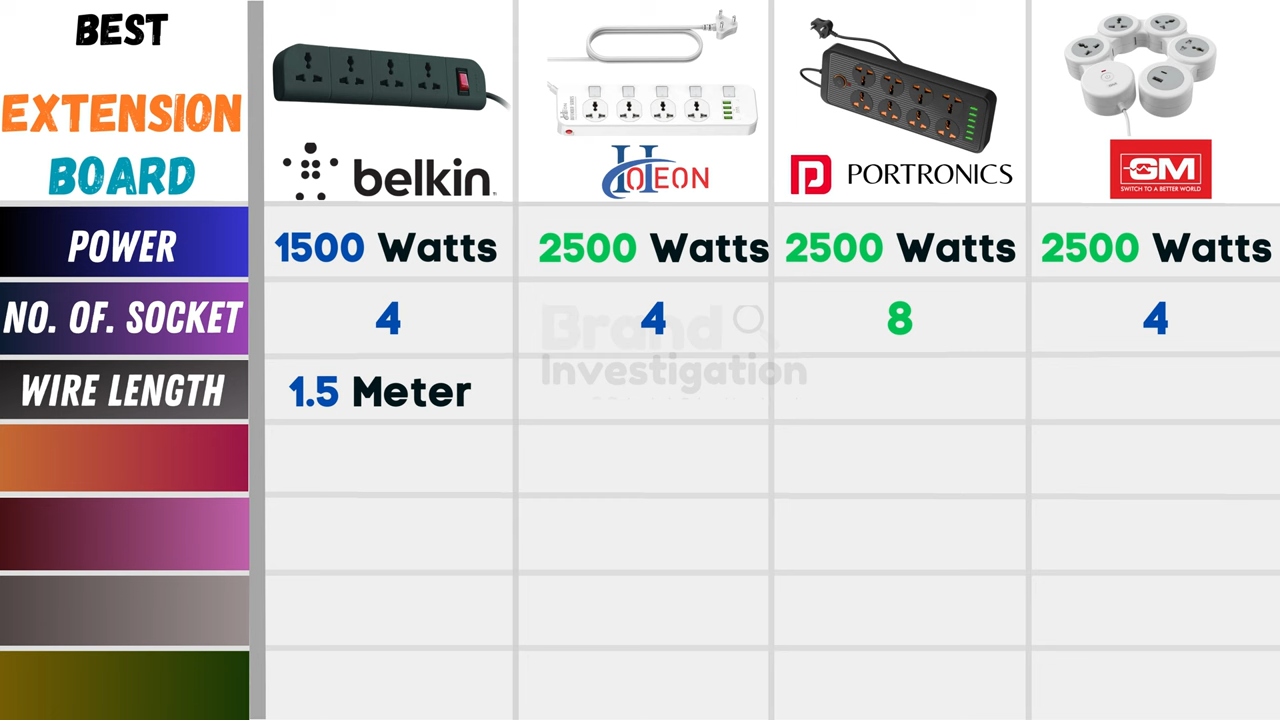 BEST
EXTENSION
BOARD
belkin
HOEON
PORTRONICS
GM
SWITCH TO A BETTER WORLD
POWER
1500 Watts
2500 Watts
2500 Watts
2500 Watts
NO. OF. SOCKET
4
4
8
4
Brand
Investigation
WIRE LENGTH
1.5 Meter